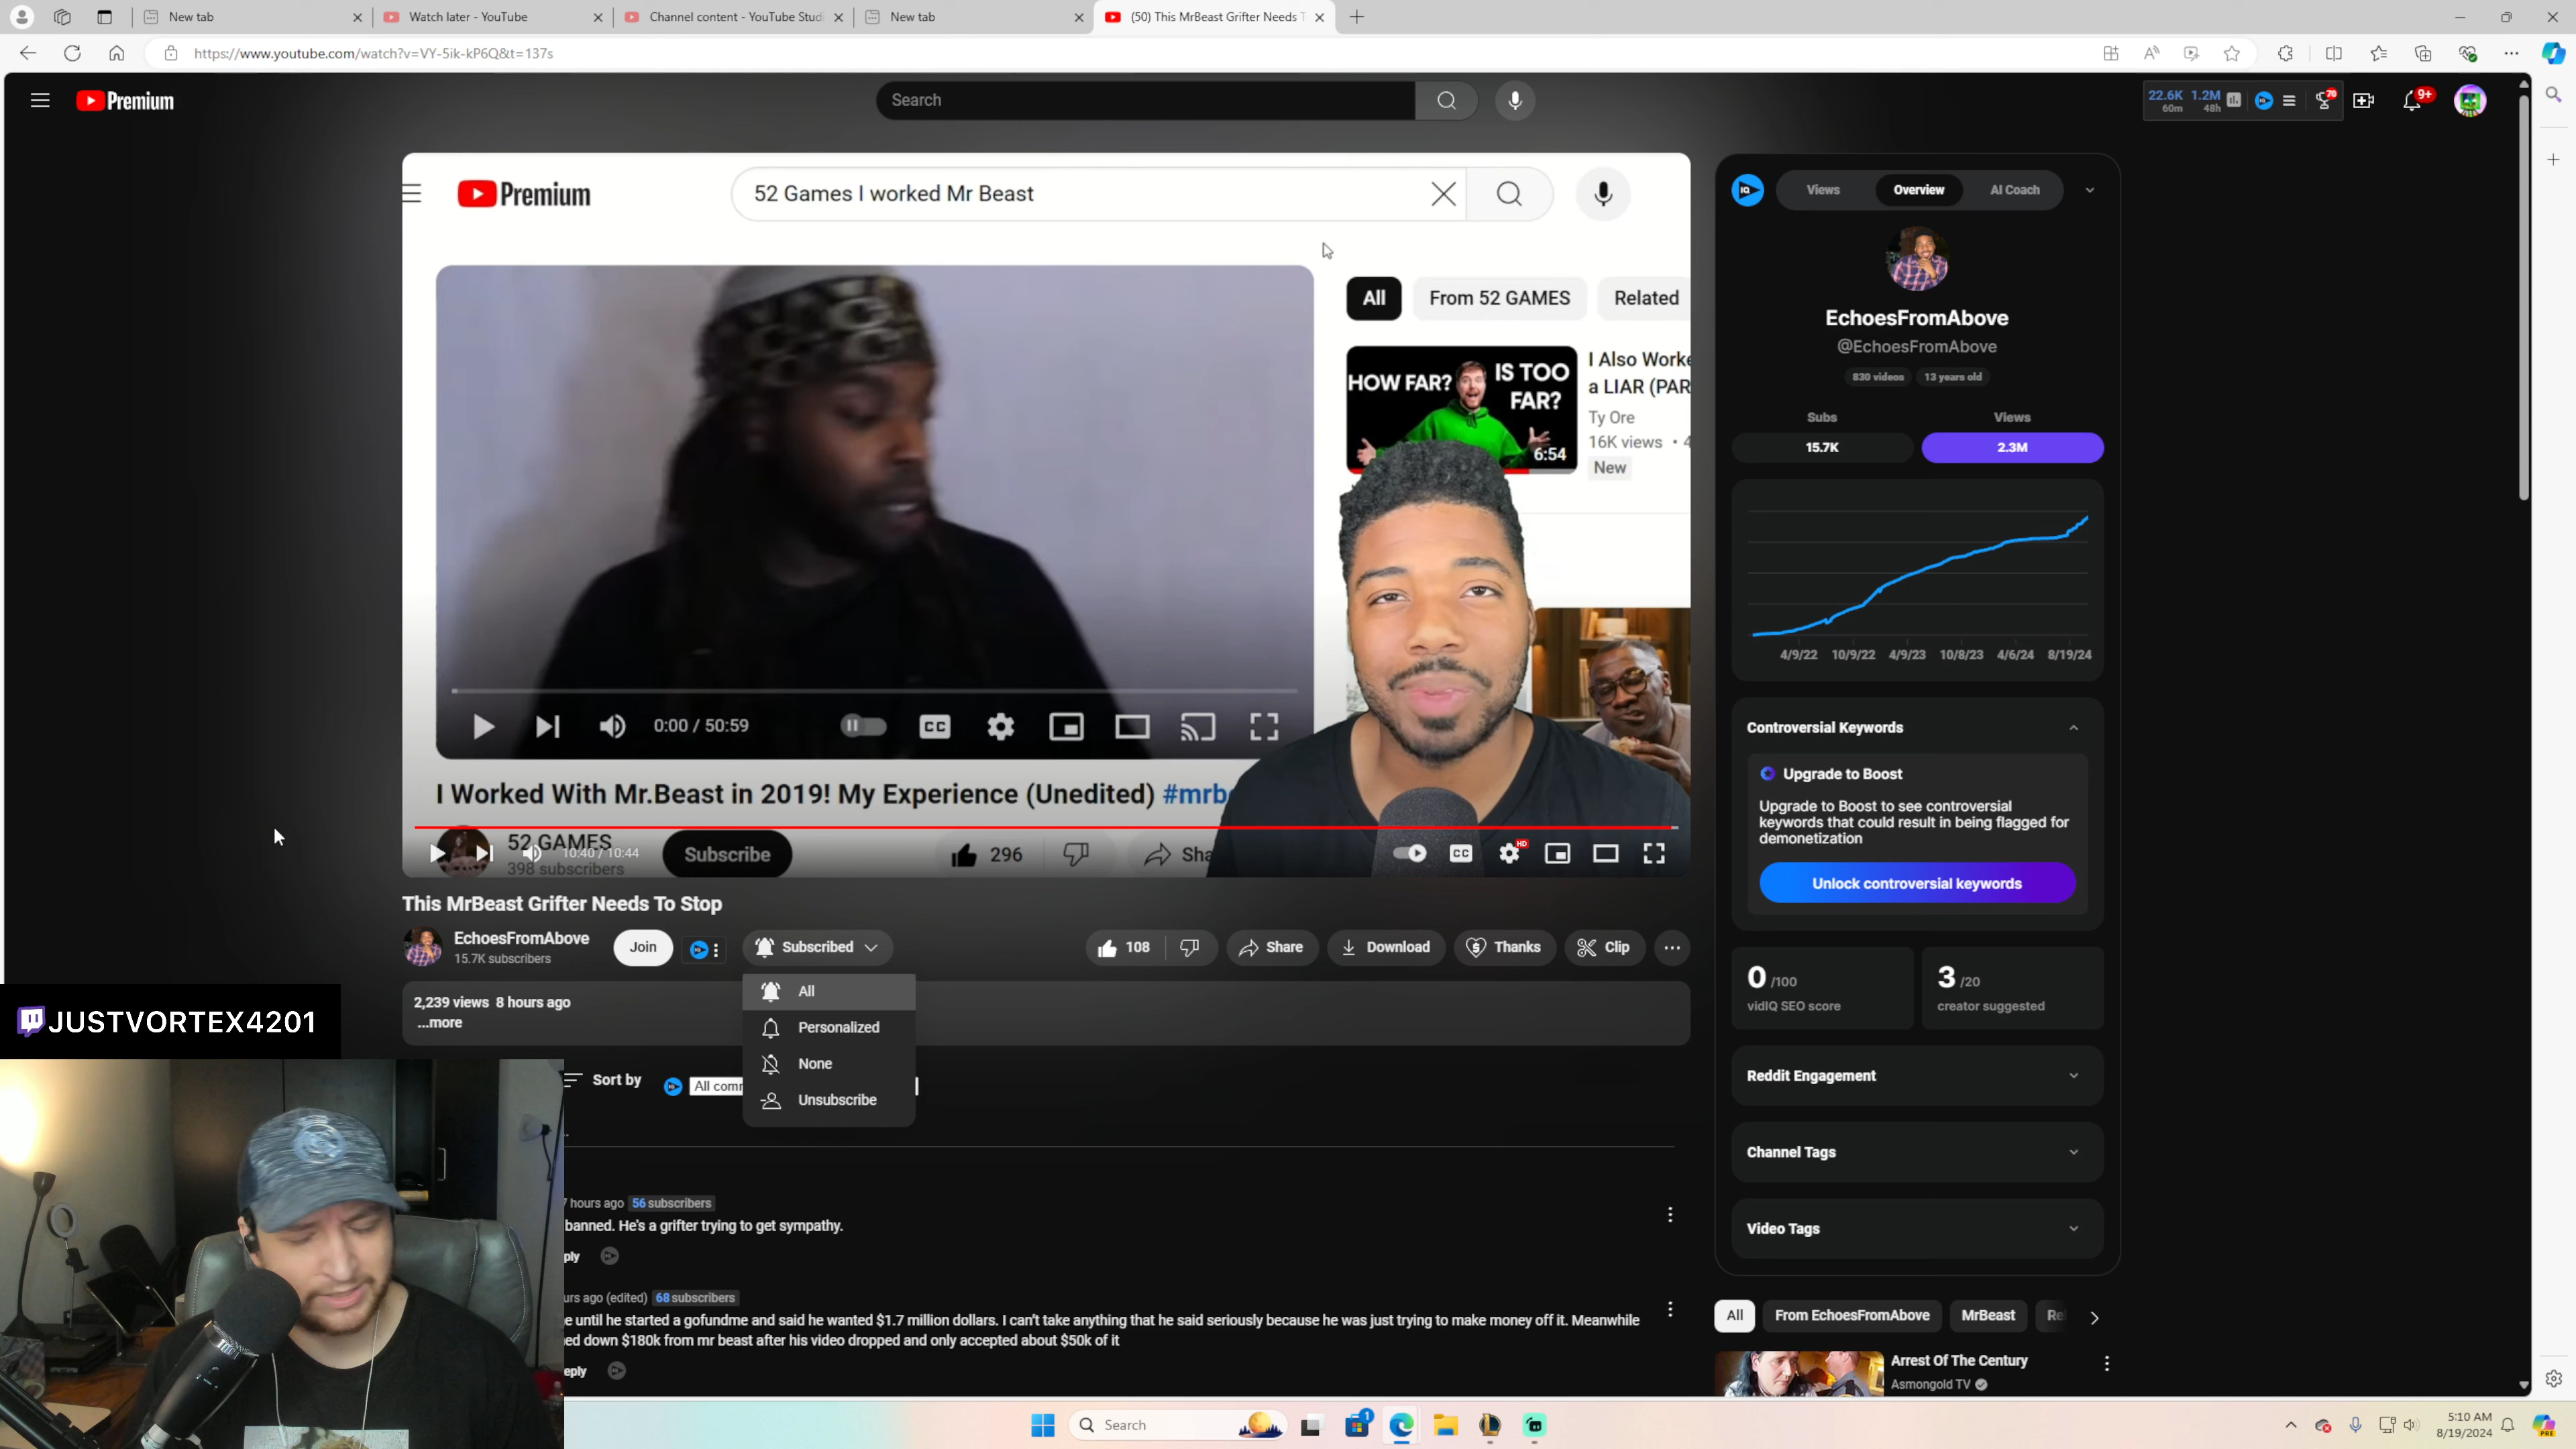 New tab
Watch later - YouTube
Channel content - YouTube Stud
New tab
(50) This MrBeast Grifter Needs T
https://www.youtube.com/watch?v=VY-5ik-kP6Q&t=137s
Premium
Search
22.6K 1.2M
60m 48h
70
9+
Premium
52 Games I worked Mr Beast
All
From 52 GAMES
Related
HOW FAR?
IS TOO FAR?
6:54
I Also Worke
a LIAR (PAR
Ty Ore
16K views • 4
New
0:00 / 50:59
CC
I Worked With Mr.Beast in 2019! My Experience (Unedited) #mrb
52 GAMES
398 subscribers
Subscribe
296
Sha
10:40 / 10:44
CC
HD
This MrBeast Grifter Needs To Stop
EchoesFromAbove
15.7K subscribers
Join
Subscribed
108
Share
Download
Thanks
Clip
2,239 views 8 hours ago
...more
All
Personalized
None
Unsubscribe
JUSTVORTEX4201
Sort by
All comm
7 hours ago 56 subscribers
banned. He's a grifter trying to get sympathy.
ply
urs ago (edited) 68 subscribers
e until he started a gofundme and said he wanted $1.7 million dollars. I can't take anything that he said seriously because he was just trying to make money off it. Meanwhile
ed down $180k from mr beast after his video dropped and only accepted about $50k of it
eply
IQ
Views
Overview
AI Coach
EchoesFromAbove
@EchoesFromAbove
830 videos
13 years old
Subs
Views
15.7K
2.3M
4/9/22 10/9/22 4/9/23 10/8/23 4/6/24 8/19/24
Controversial Keywords
Upgrade to Boost
Upgrade to Boost to see controversial
keywords that could result in being flagged for
demonetization
Unlock controversial keywords
0 /100
vidIQ SEO score
3 /20
creator suggested
Reddit Engagement
Channel Tags
Video Tags
All
From EchoesFromAbove
MrBeast
Re
Arrest Of The Century
Asmongold TV
Search
1
PRE
5:10 AM
8/19/2024